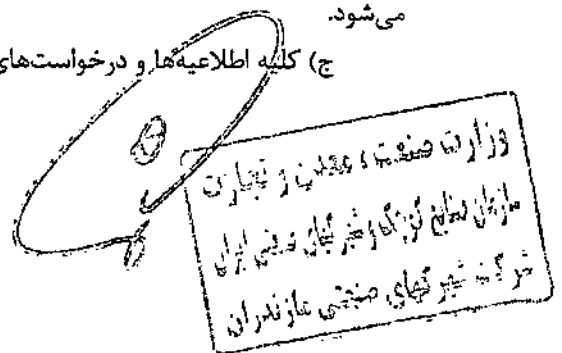 می‌شود.
ج) کلیه اطلاعیه‌ها و درخواست‌های
وزارت صنعت، معدن و تجارت
سازمان صنایع کوچک و شهرکهای صنعتی ایران
شرکت شهرکهای صنعتی مازندران